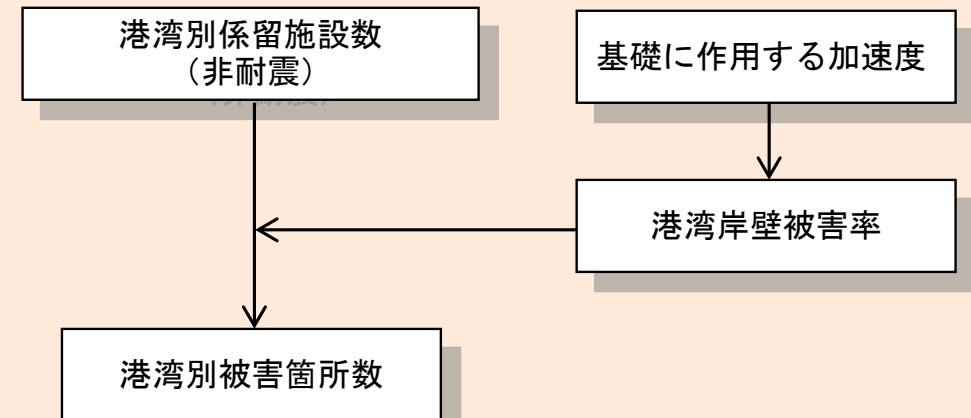 港湾別係留施設数
（非耐震）
基礎に作用する加速度
港湾岸壁被害率
港湾別被害箇所数